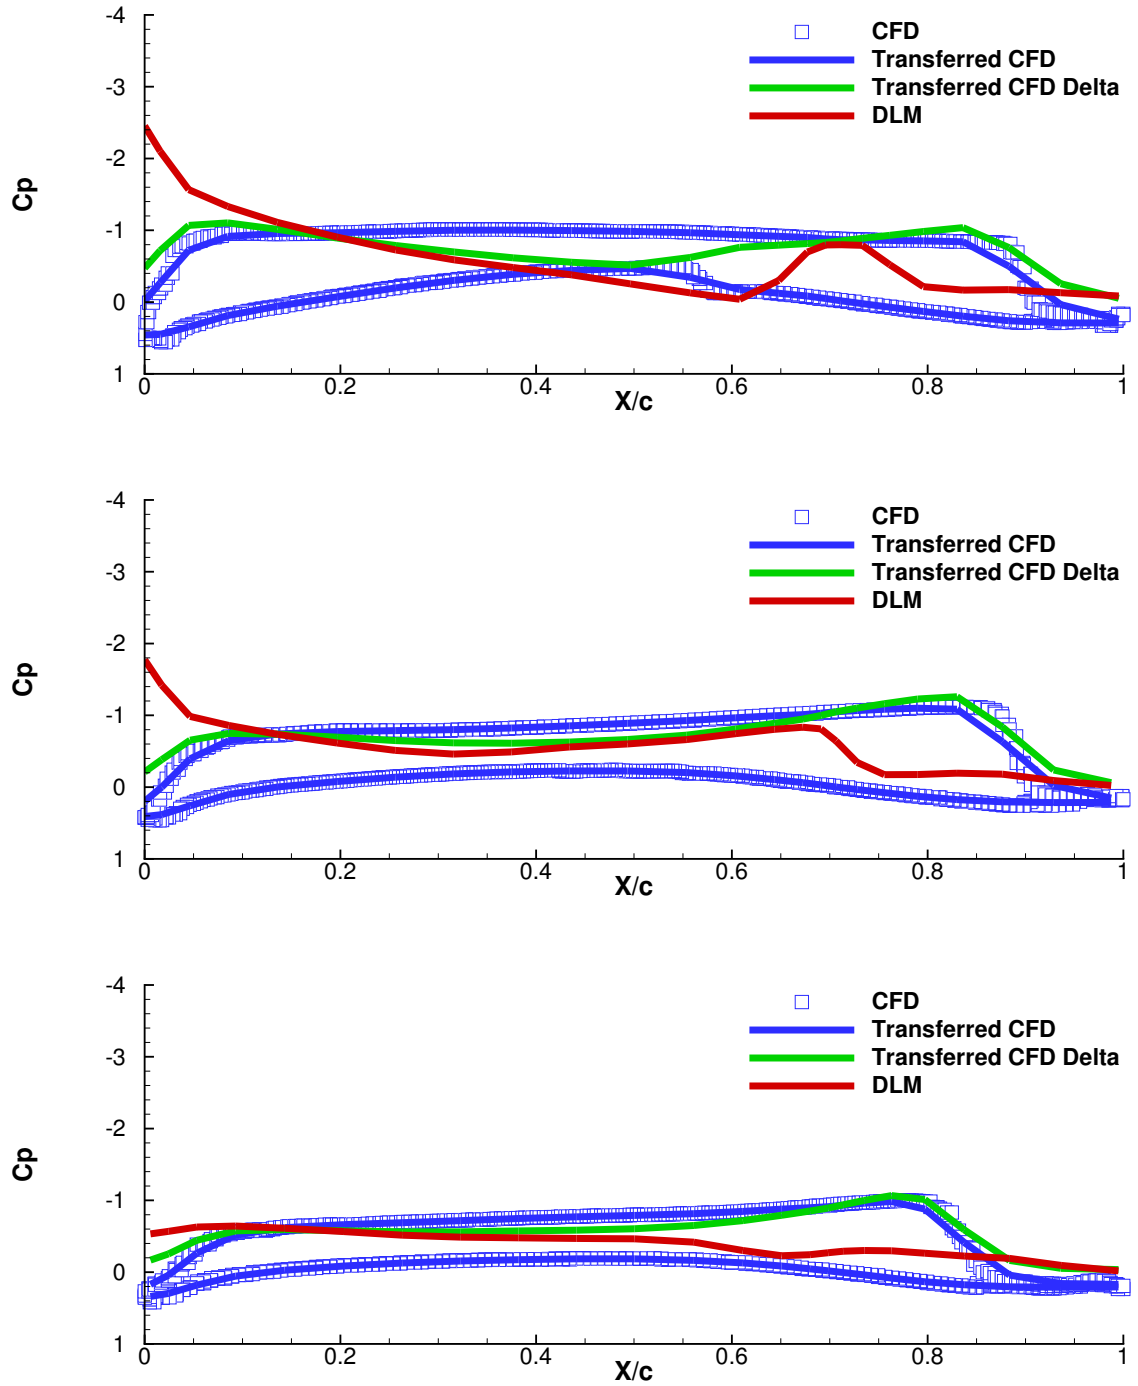 -4
-3
-2
-1
0
1
Cp
0
0.2
0.4
0.6
0.8
1
X/c
CFD
Transferred CFD
Transferred CFD Delta
DLM
-4
-3
-2
-1
0
1
Cp
0
0.2
0.4
0.6
0.8
1
X/c
CFD
Transferred CFD
Transferred CFD Delta
DLM
-4
-3
-2
-1
0
1
Cp
0
0.2
0.4
0.6
0.8
1
X/c
CFD
Transferred CFD
Transferred CFD Delta
DLM